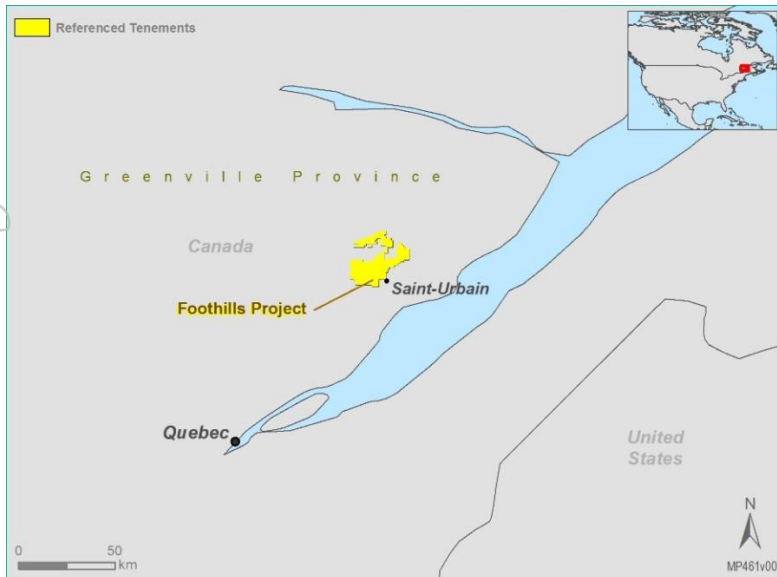 Referenced Tenements
Greenville Province
Canada
Saint-Urbain
Foothills Project
Quebec
United
States
N
0 50
km
MP461v00